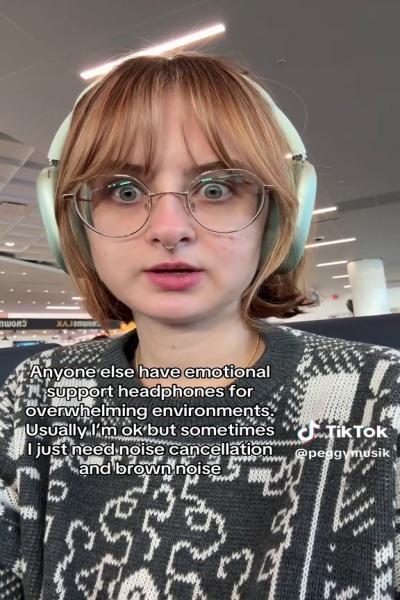 Anyone else have emotional
support headphones for
overwhelming environments.
Usually I'm ok but sometimes
I just need noise cancellation
and brown noise
TikTok
@peggymusik